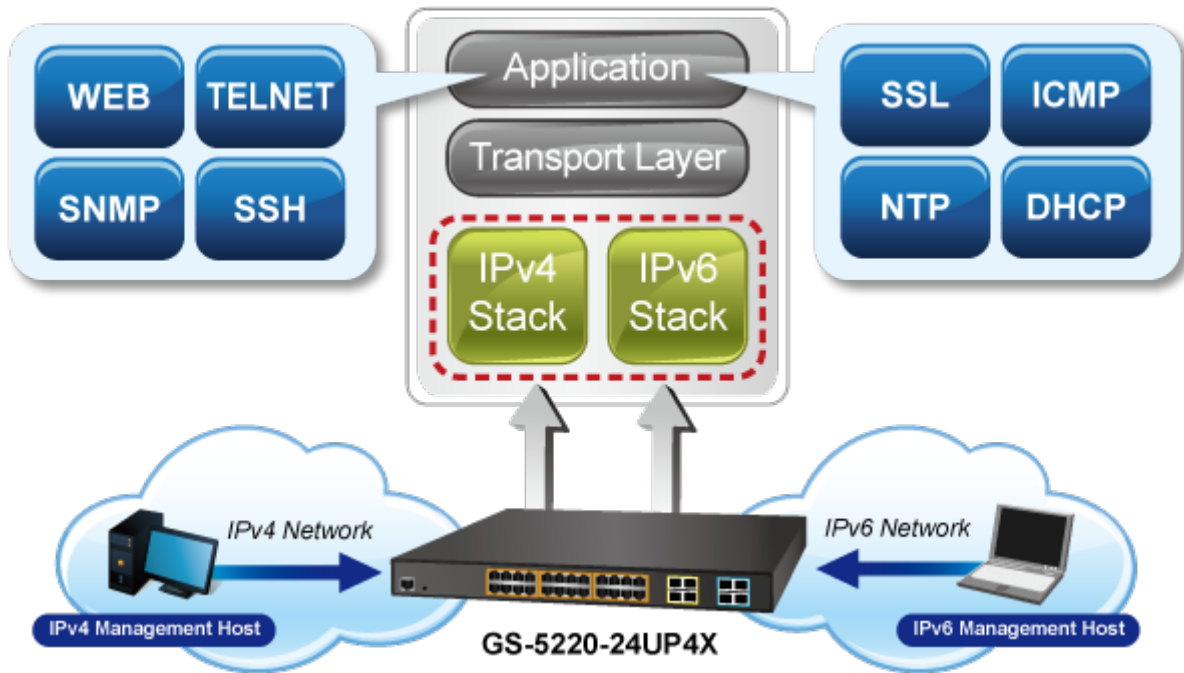 WEB
TELNET
SNMP
SSH
Application
Transport Layer
IPv4
Stack
IPv6
Stack
SSL
ICMP
NTP
DHCP
IPv4 Network
IPv4 Management Host
GS-5220-24UP4X
IPv6 Network
IPv6 Management Host